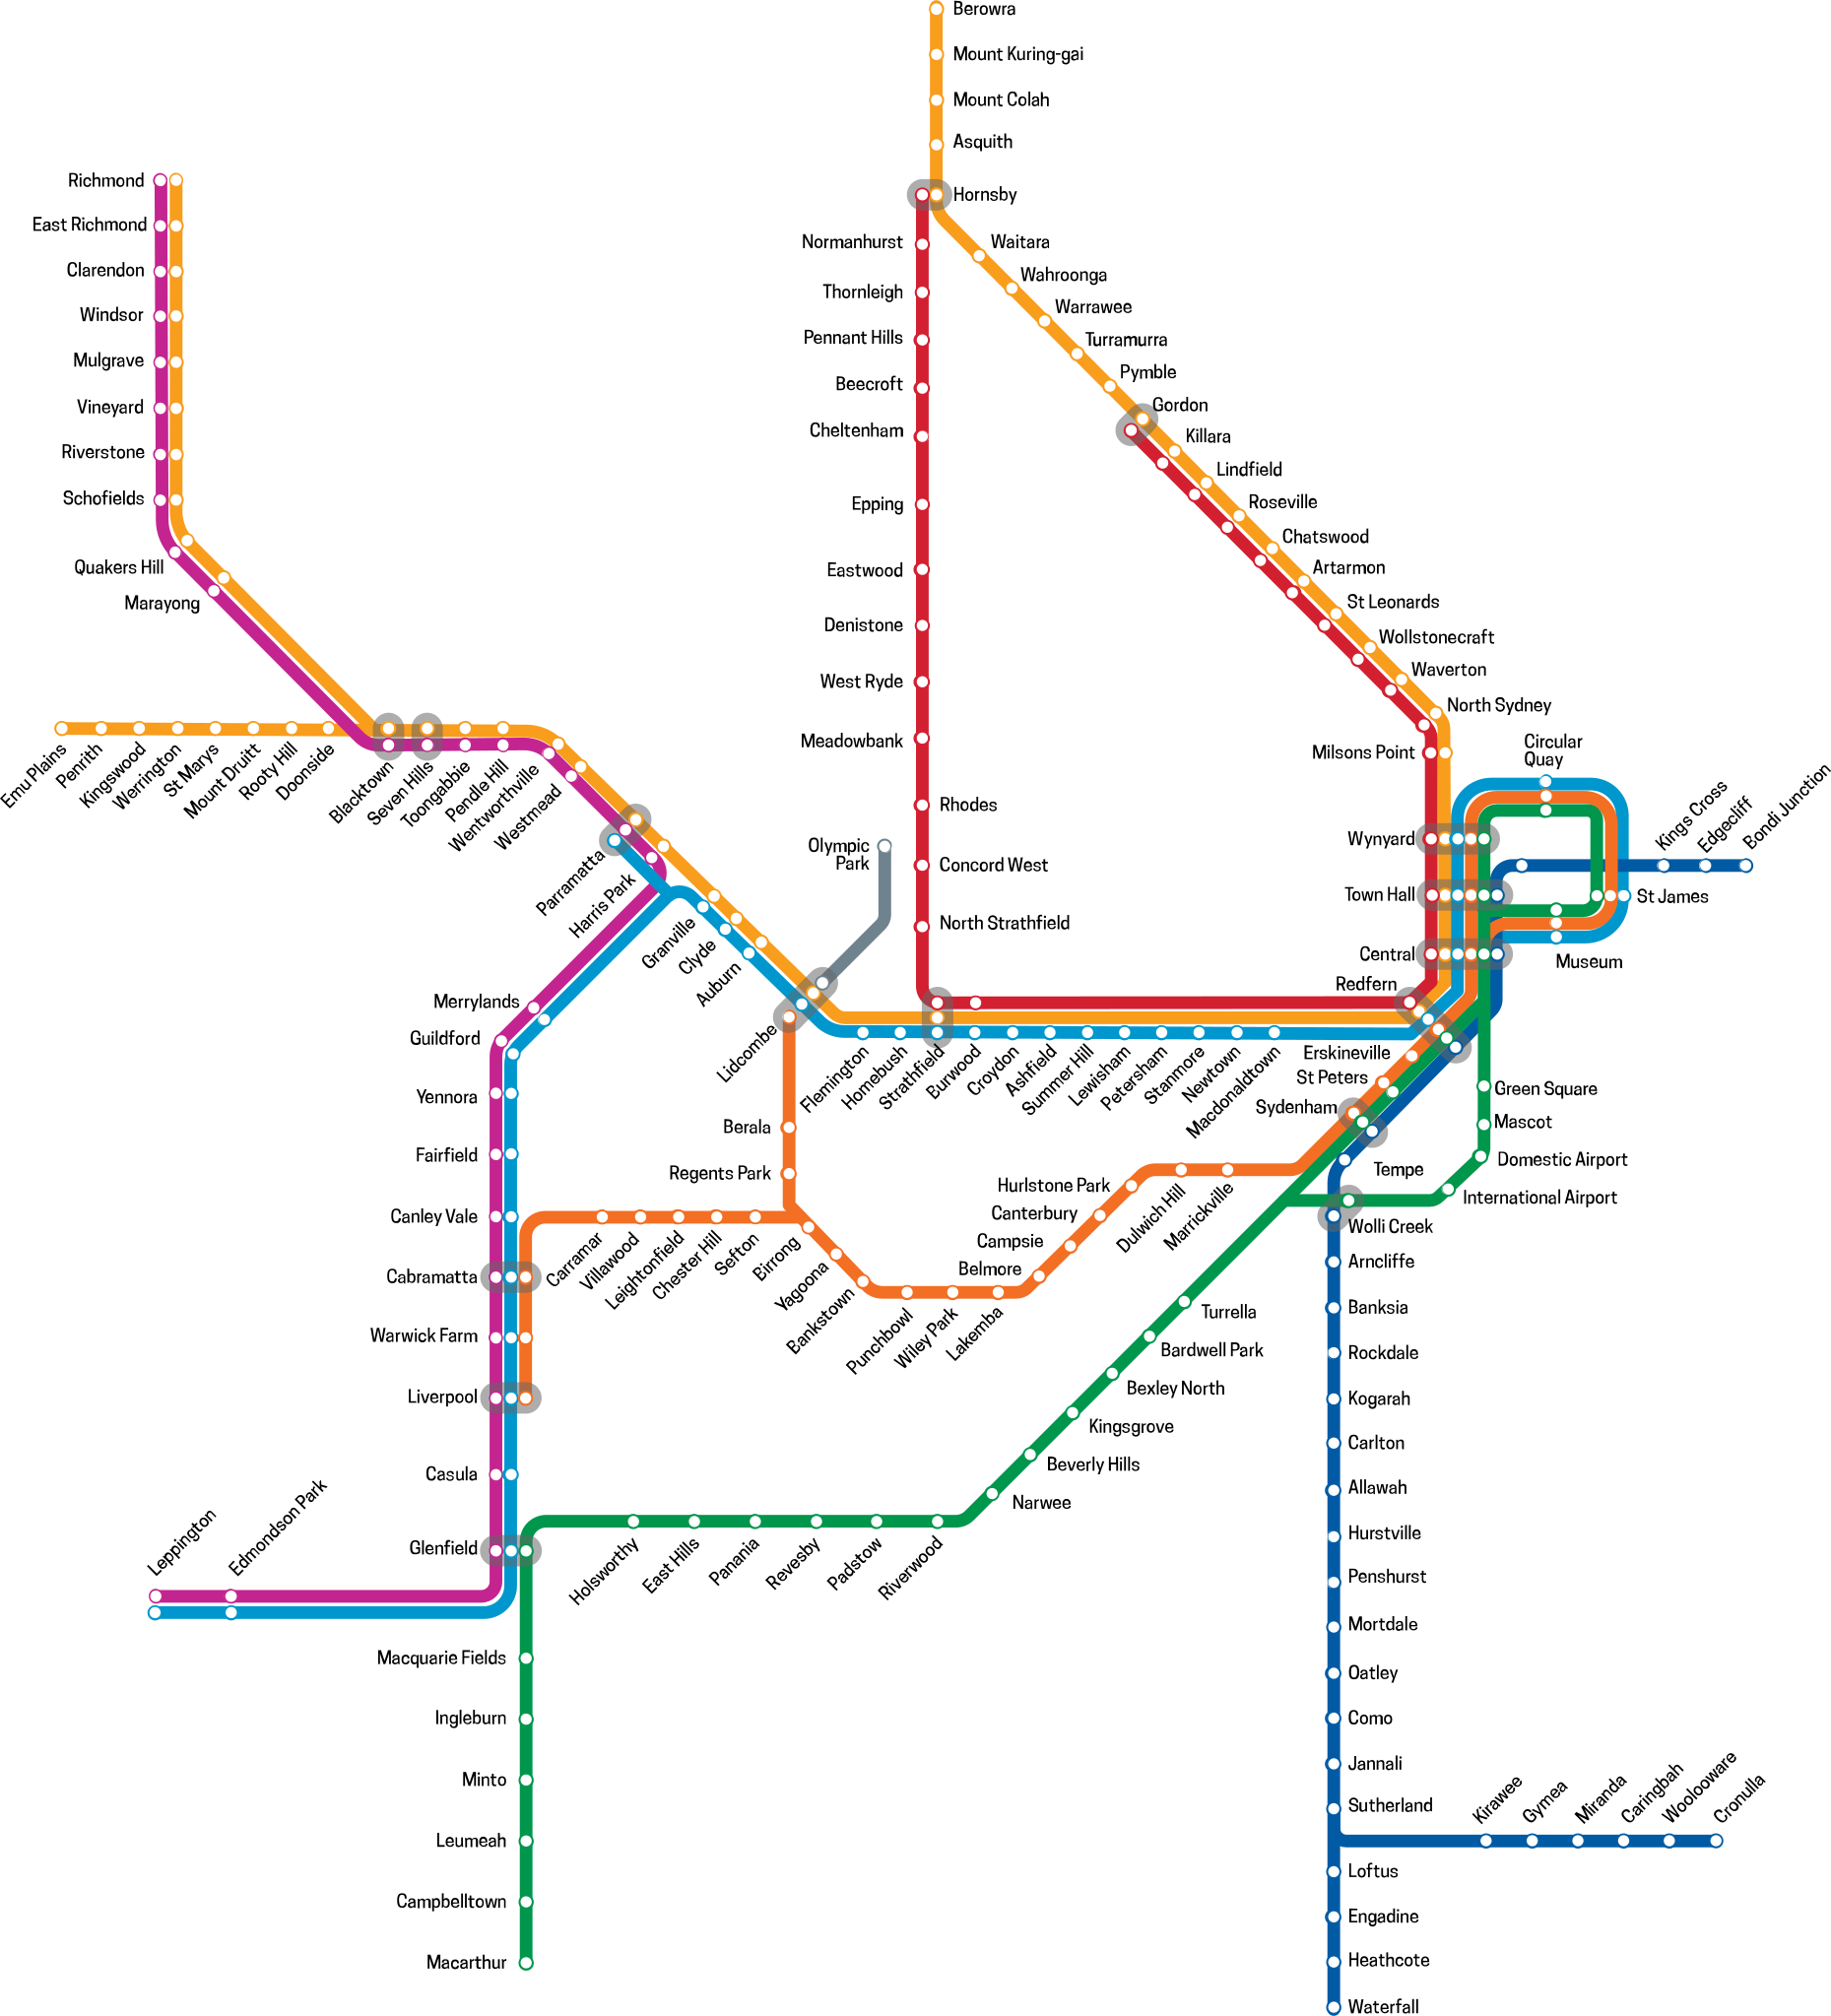 Berowra
Mount Kuring-gai
Mount Colah
Asquith
Hornsby
Richmond
East Richmond
Clarendon
Windsor
Mulgrave
Vineyard
Riverstone
Schofields
Quakers Hill
Marayong
Normanhurst
Thornleigh
Pennant Hills
Beecroft
Cheltenham
Epping
Eastwood
Denistone
West Ryde
Meadowbank
Rhodes
Concord West
North Strathfield
Waitara
Wahroonga
Warrawee
Turramurra
Pymble
Gordon
Killara
Lindfield
Roseville
Chatswood
Artarmon
St Leonards
Wollstonecraft
Waverton
North Sydney
Milsons Point
Circular
Quay
Kings Cross
Edgecliff
Bondi Junction
Wynyard
Town Hall
St James
Central
Museum
Redfern
Emu Plains
Penrith
Kingswood
Werrington
St Marys
Mount Druitt
Rooty Hill
Doonside
Blacktown
Seven Hills
Toongabbie
Pendle Hill
Wentworthville
Westmead
Parramatta
Harris Park
Granville
Clyde
Auburn
Olympic
Park
Lidcombe
Flemington
Homebush
Strathfield
Burwood
Croydon
Ashfield
Summer Hill
Lewisham
Petersham
Stanmore
Newtown
Macdonaldtown
Erskineville
St Peters
Sydenham
Tempe
Green Square
Mascot
Domestic Airport
International Airport
Wolli Creek
Merrylands
Guildford
Yennora
Fairfield
Canley Vale
Cabramatta
Warwick Farm
Liverpool
Casula
Glenfield
Leppington
Edmondson Park
Berala
Regents Park
Carramar
Villawood
Leightonfield
Chester Hill
Sefton
Birrong
Yagoona
Bankstown
Punchbowl
Wiley Park
Lakemba
Belmore
Campsie
Canterbury
Hurlstone Park
Dulwich Hill
Marrickville
Turrella
Bardwell Park
Bexley North
Kingsgrove
Beverly Hills
Narwee
Holsworthy
East Hills
Panania
Revesby
Padstow
Riverwood
Macquarie Fields
Ingleburn
Minto
Leumeah
Campbelltown
Macarthur
Arncliffe
Banksia
Rockdale
Kogarah
Carlton
Allawah
Hurstville
Penshurst
Mortdale
Oatley
Como
Jannali
Sutherland
Kirawee
Gymea
Miranda
Caringbah
Woolooware
Cronulla
Loftus
Engadine
Heathcote
Waterfall